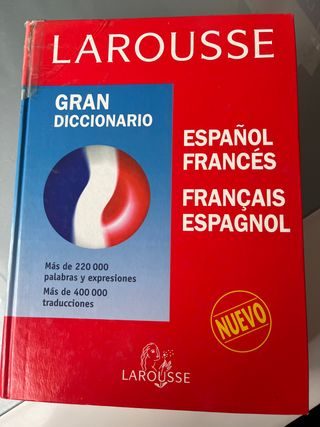 LAROUSSE
GRAN
DICCIONARIO
ESPAÑOL
FRANCÉS
FRANÇAIS
ESPAGNOL
Más de 220 000
palabras y expresiones
Más de 400 000
traducciones
NUEVO
LAROUSSE